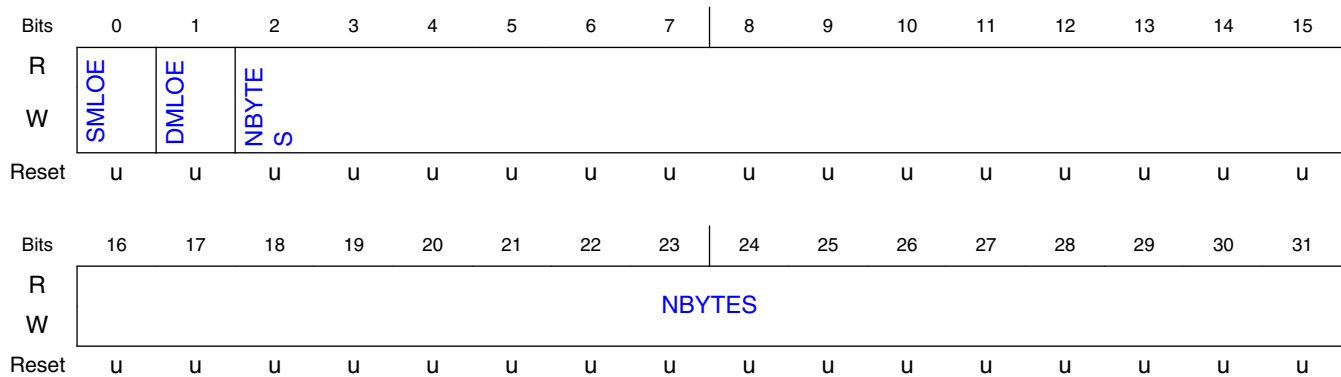 Bits 0 1 2 3 4 5 6 7 8 9 10 11 12 13 14 15
R
W
SMLOE
DMLOE
NBYTE
S
Reset u u u u u u u u u u u u u u u u
Bits 16 17 18 19 20 21 22 23 24 25 26 27 28 29 30 31
R
W
NBYTES
Reset u u u u u u u u u u u u u u u u